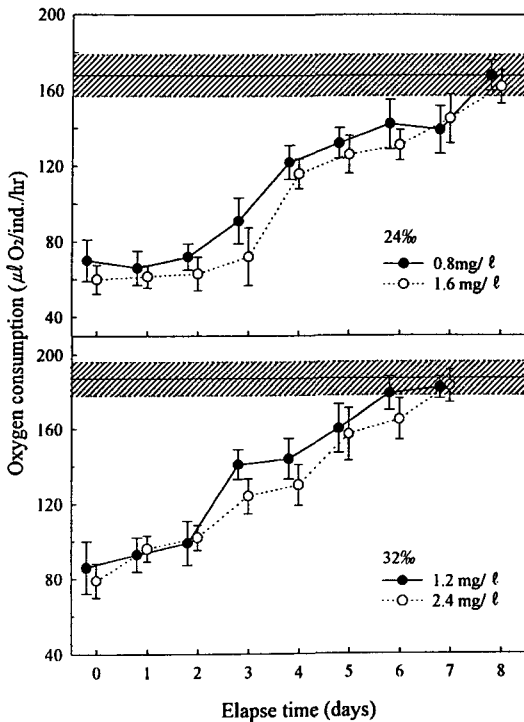 200
160
120
80
40
24‰
0.8mg/ ℓ
1.6 mg/ ℓ
Oxygen consumption ( μl O₂/ind./hr)
200
160
120
80
40
32‰
1.2 mg/ ℓ
2.4 mg/ ℓ
0 1 2 3 4 5 6 7 8
Elapse time (days)